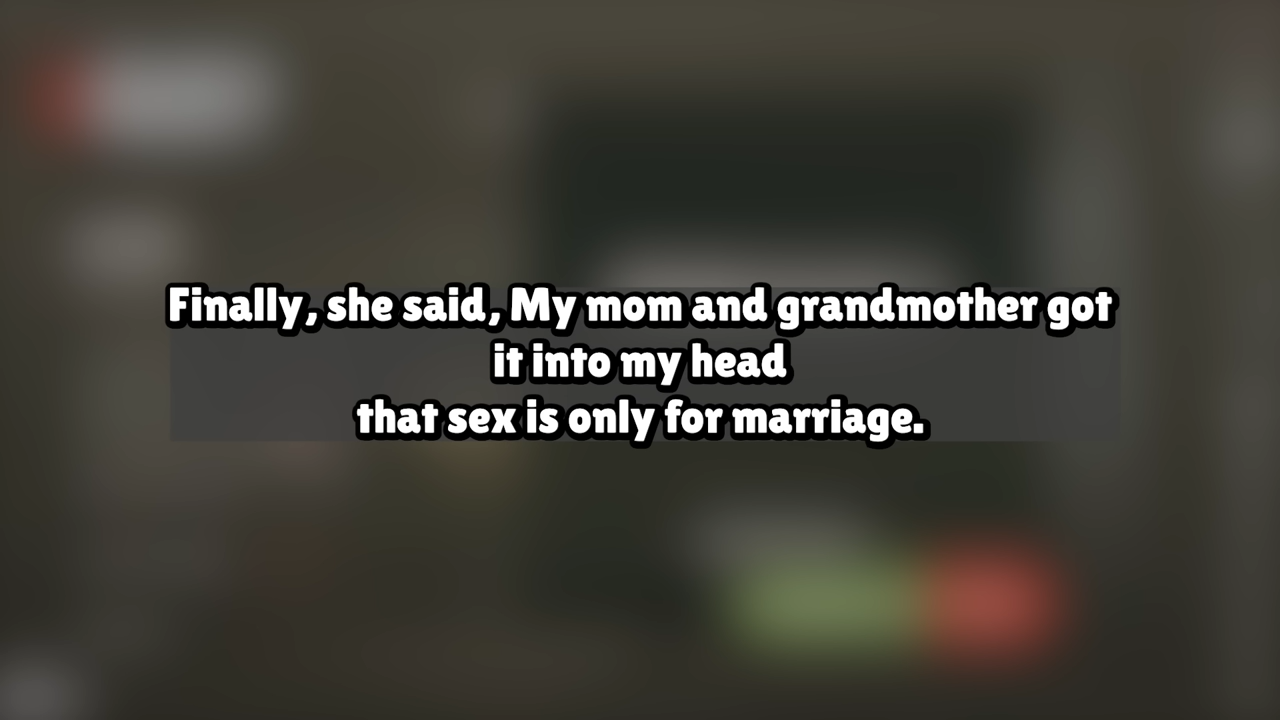 Finally, she said, My mom and grandmother got
it into my head
that sex is only for marriage.